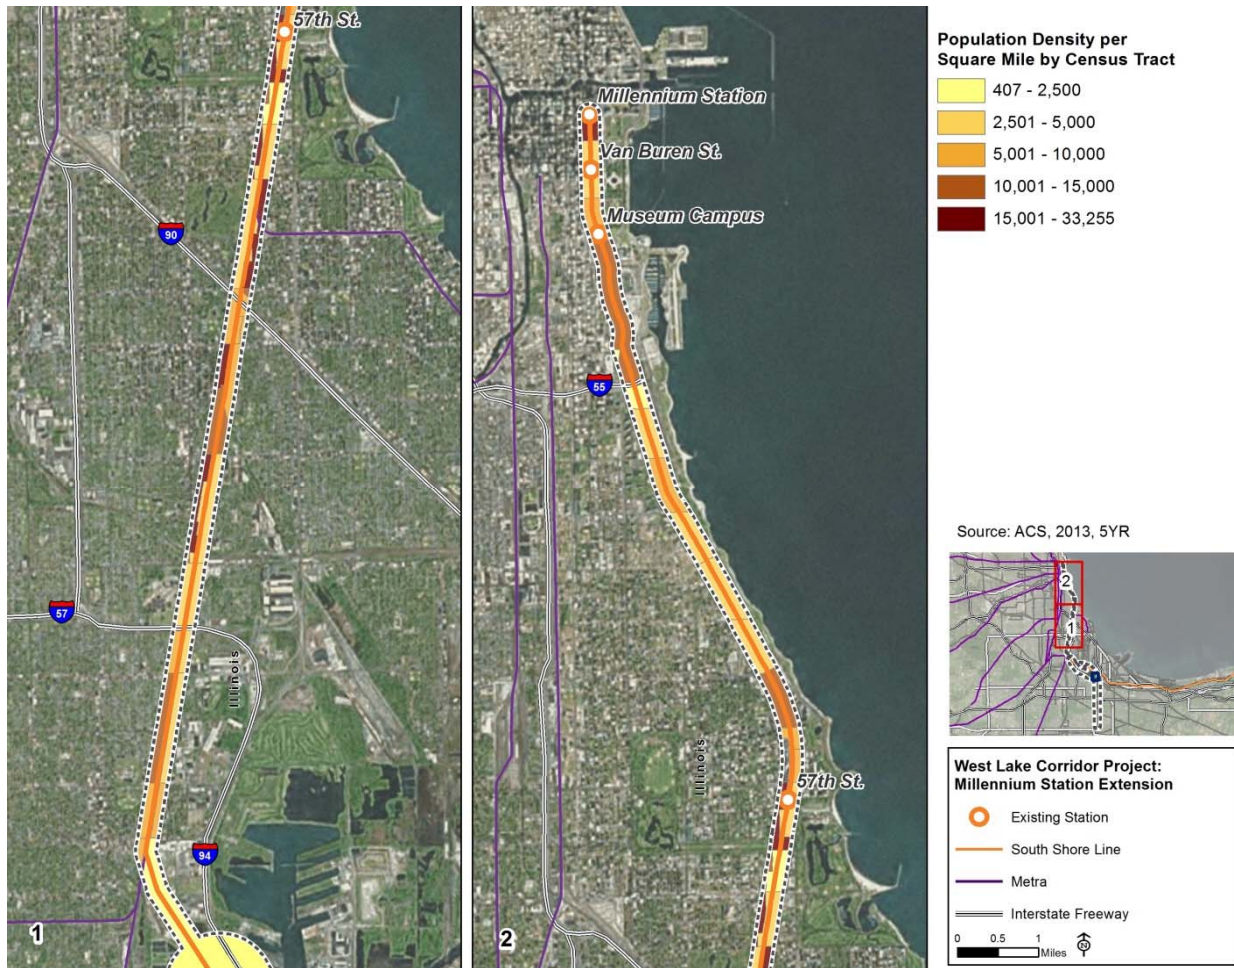 57th St.
90
57
Illinois
94
1
Millennium Station
Van Buren St.
Museum Campus
55
Illinois
57th St.
2
Population Density per
Square Mile by Census Tract
407 - 2,500
2,501 - 5,000
5,001 - 10,000
10,001 - 15,000
15,001 - 33,255
Source: ACS, 2013, 5YR
2
1
West Lake Corridor Project:
Millennium Station Extension
Existing Station
South Shore Line
Metra
Interstate Freeway
0 0.5 1
Miles
N